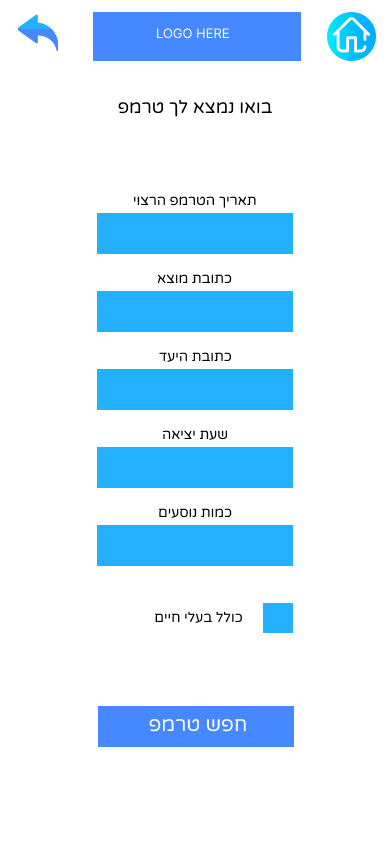 LOGO HERE
בואו נמצא לך טרמפ
תאריך הטרמפ הרצוי
כתובת מוצא
כתובת היעד
שעת יציאה
כמות נוסעים
כולל בעלי חיים
חפש טרמפ